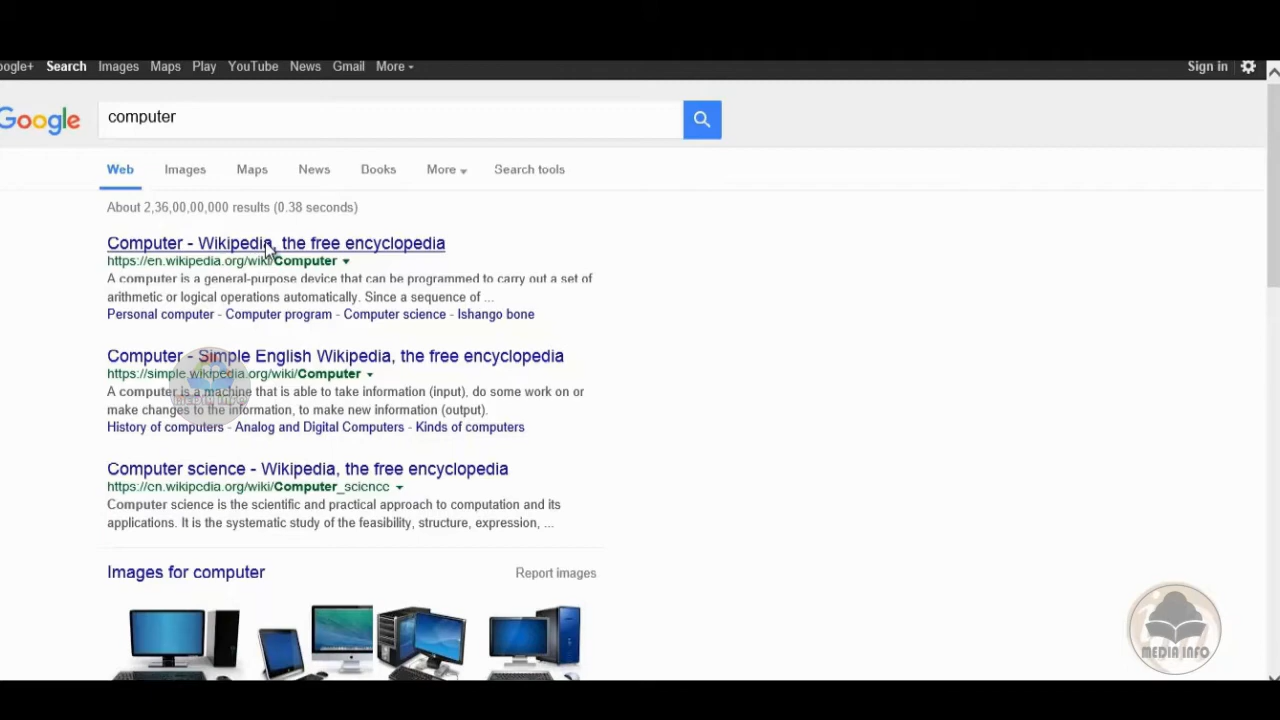 oogle+ Search Images Maps Play YouTube News Gmail More Sign in
Google computer
Web Images Maps News Books More Search tools
About 2,36,00,00,000 results (0.38 seconds)
Computer - Wikipedia, the free encyclopedia
https://en.wikipedia.org/wiki/Computer
A computer is a general-purpose device that can be programmed to carry out a set of
arithmetic or logical operations automatically. Since a sequence of ...
Personal computer - Computer program - Computer science - Ishango bone
Computer - Simple English Wikipedia, the free encyclopedia
https://simple.wikipedia.org/wiki/Computer
A computer is a machine that is able to take information (input), do some work on or
make changes to the information, to make new information (output).
MEDIA INFO
History of computers - Analog and Digital Computers - Kinds of computers
Computer science - Wikipedia, the free encyclopedia
https://en.wikipedia.org/wiki/Computer_science
Computer science is the scientific and practical approach to computation and its
applications. It is the systematic study of the feasibility, structure, expression, ...
Images for computer Report images
MEDIA INFO